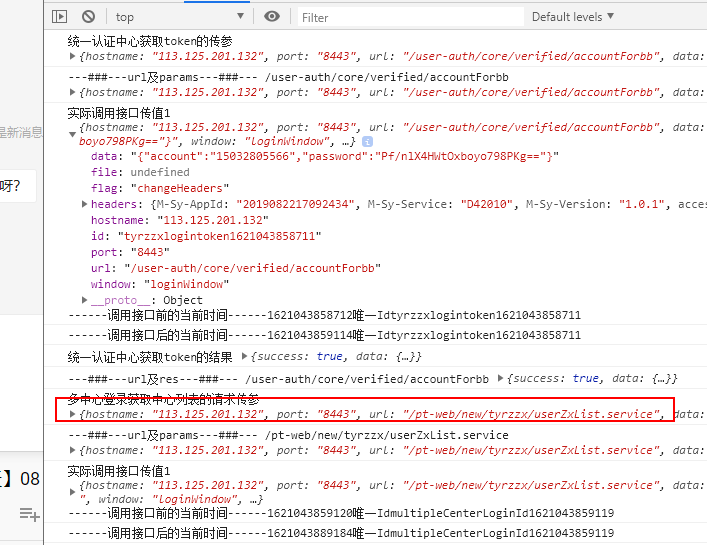 top
Filter
Default levels
统一认证中心获取token的传参
{hostname: "113.125.201.132", port: "8443", url: "/user-auth/core/verified/accountForbb", data:
---###---url及params---###--- /user-auth/core/verified/accountForbb
{hostname: "113.125.201.132", port: "8443", url: "/user-auth/core/verified/accountForbb", data:
实际调用接口传值1
{hostname: "113.125.201.132", port: "8443", url: "/user-auth/core/verified/accountForbb", data:
是新消息
boyo798PKg=="}", window: "loginWindow", …}
data: "{"account":"15032805566","password":"Pf/nlX4HWtOxboyo798PKg=="}"
file: undefined
呀?
flag: "changeHeaders"
headers: {M-Sy-AppId: "2019082217092434", M-Sy-Service: "D42010", M-Sy-Version: "1.0.1", acces
hostname: "113.125.201.132"
id: "tyrzzxlogintoken1621043858711"
port: "8443"
url: "/user-auth/core/verified/accountForbb"
window: "loginWindow"
__proto__: Object
------调用接口前的当前时间------1621043858712唯一Idtyrzzxlogintoken1621043858711
------调用接口后的当前时间------1621043859114唯一Idtyrzzxlogintoken1621043858711
统一认证中心获取token的结果 {success: true, data: {…}}
---###---url及res---###--- /user-auth/core/verified/accountForbb {success: true, data: {…}}
多中心登录获取中心列表的请求传参
{hostname: "113.125.201.132", port: "8443", url: "/pt-web/new/tyrzzx/userZxList.service", data:
---###---url及params---###--- /pt-web/new/tyrzzx/userZxList.service
{hostname: "113.125.201.132", port: "8443", url: "/pt-web/new/tyrzzx/userZxList.service", data:
实际调用接口传值1
】08
{hostname: "113.125.201.132", port: "8443", url: "/pt-web/new/tyrzzx/userZxList.service", data:
", window: "loginWindow", …}
------调用接口前的当前时间------1621043859120唯一IdmultipleCenterLoginId1621043859119
------调用接口后的当前时间------1621043889184唯一IdmultipleCenterLoginId1621043859119